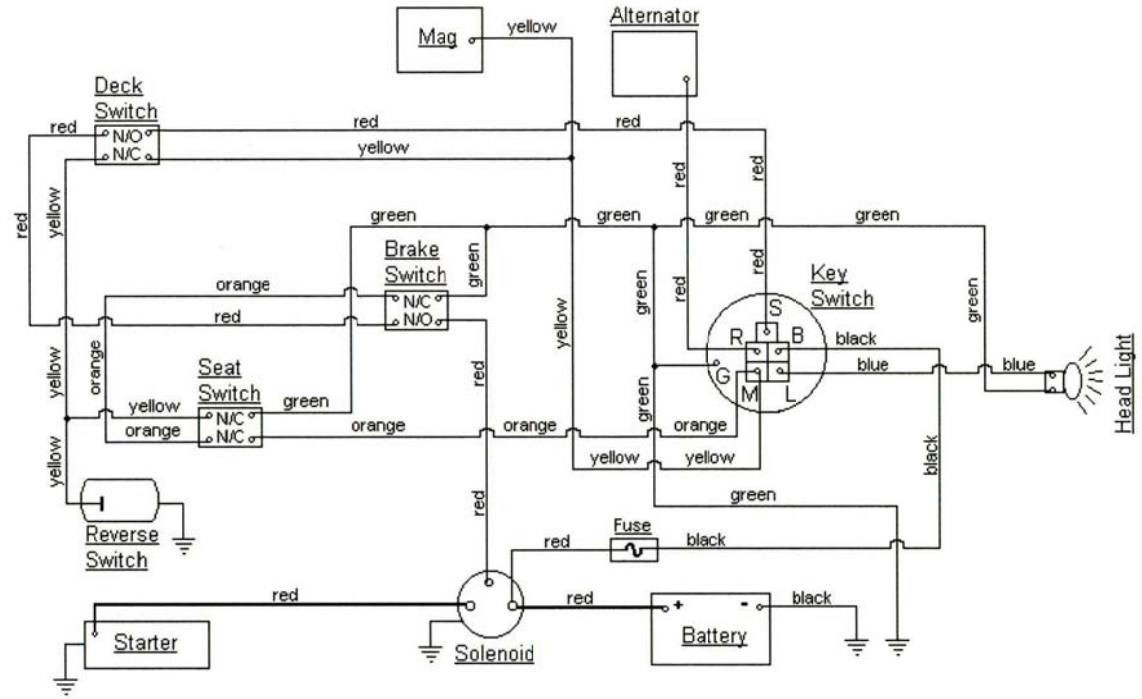 Alternator
Mag
yellow
Deck
Switch
red
N/O
N/C
red
red
yellow
red
yellow
red
red
green
green
green
green
Brake
Switch
green
orange
N/C
N/O
red
yellow
green
red
red
Key
Switch
green
S
R
B
black
G
M
L
blue
blue
Head Light
yellow
orange
Seat
Switch
yellow
N/C
green
orange
N/C
orange
orange
orange
red
green
yellow
yellow
yellow
black
green
Reverse
Switch
red
Fuse
red
black
red
red
+
-
black
Starter
Solenoid
Battery